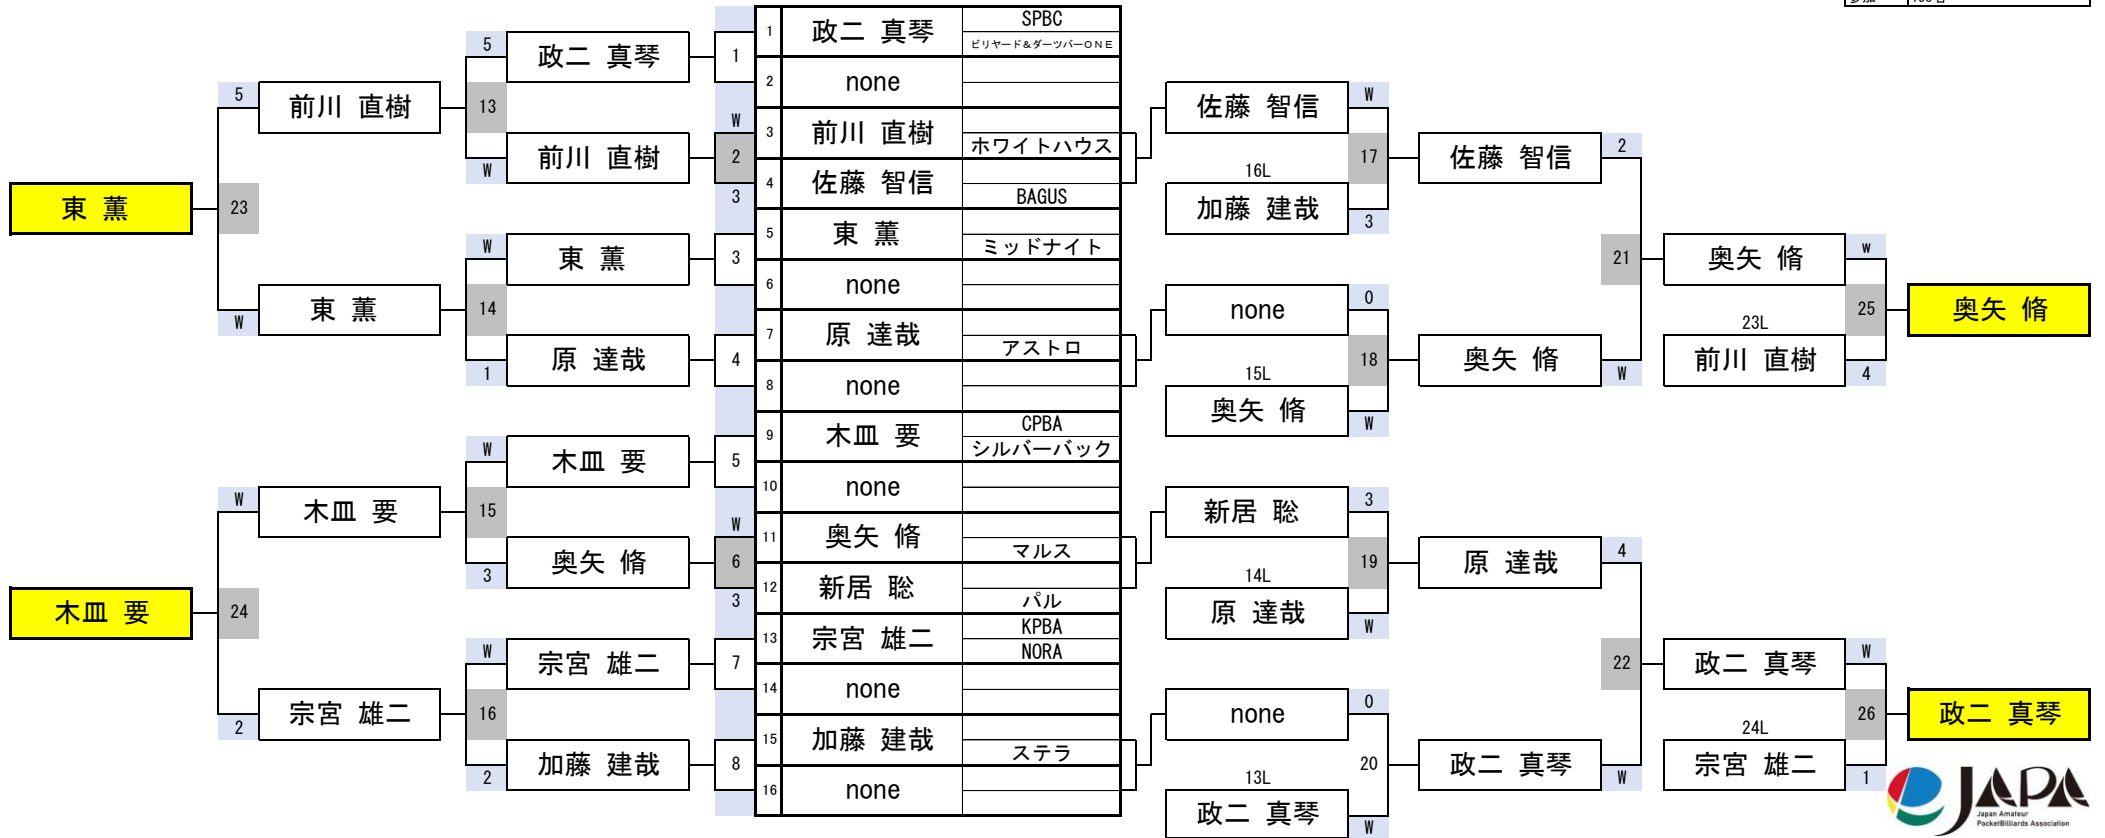 参加 106名
1 政二 真琴 SPBC
ビリヤード&ダーツバーONE
2 none
3 前川 直樹
ホワイトハウス
4 佐藤 智信
BAGUS
5 東 薫
ミッドナイト
6 none
7 原 達哉
アストロ
8 none
9 木皿 要 CPBA
シルバーバック
10 none
11 奥矢 脩
マルス
12 新居 聡
パル
13 宗宮 雄二 KPBA
NORA
14 none
15 加藤 建哉
ステラ
16 none
1
W
2
3
3
4
5
W
6
3
7
8
5 政二 真琴
13
W 前川 直樹
W 東 薫
14
1 原 達哉
W 木皿 要
15
3 奥矢 脩
W 宗宮 雄二
16
2 加藤 建哉
5 前川 直樹
23
W 東 薫
W 木皿 要
24
2 宗宮 雄二
東 薫
木皿 要
佐藤 智信 W
17
16L
加藤 建哉 3
none 0
18
15L
奥矢 脩 W
新居 聡 3
19
14L
原 達哉 W
none 0
20
13L
政二 真琴 W
佐藤 智信 2
21
奥矢 脩 W
原 達哉 4
22
政二 真琴 W
奥矢 脩 w
25
23L
前川 直樹 4
政二 真琴 W
26
24L
宗宮 雄二 1
奥矢 脩
政二 真琴
JAPA
Japan Amateur
PocketBilliards Association